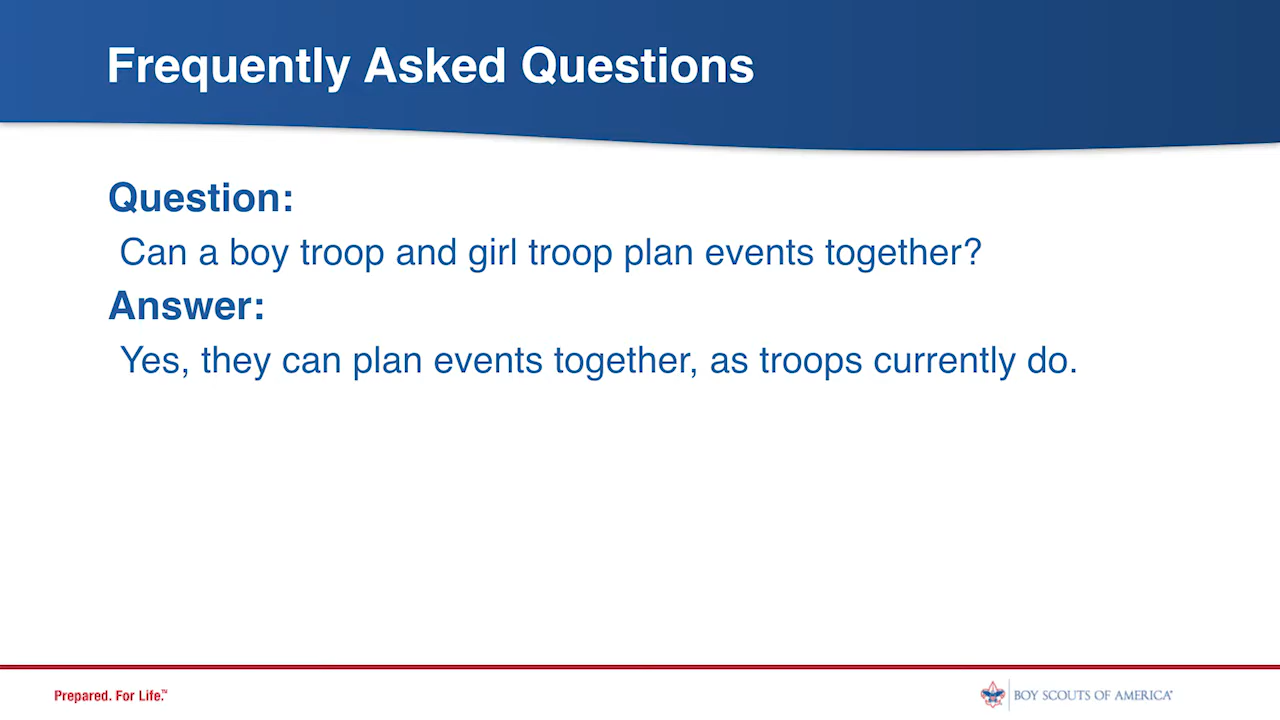 Frequently Asked Questions
Question:
Can a boy troop and girl troop plan events together?
Answer:
Yes, they can plan events together, as troops currently do.
Prepared. For Life.™
BOY SCOUTS OF AMERICA®